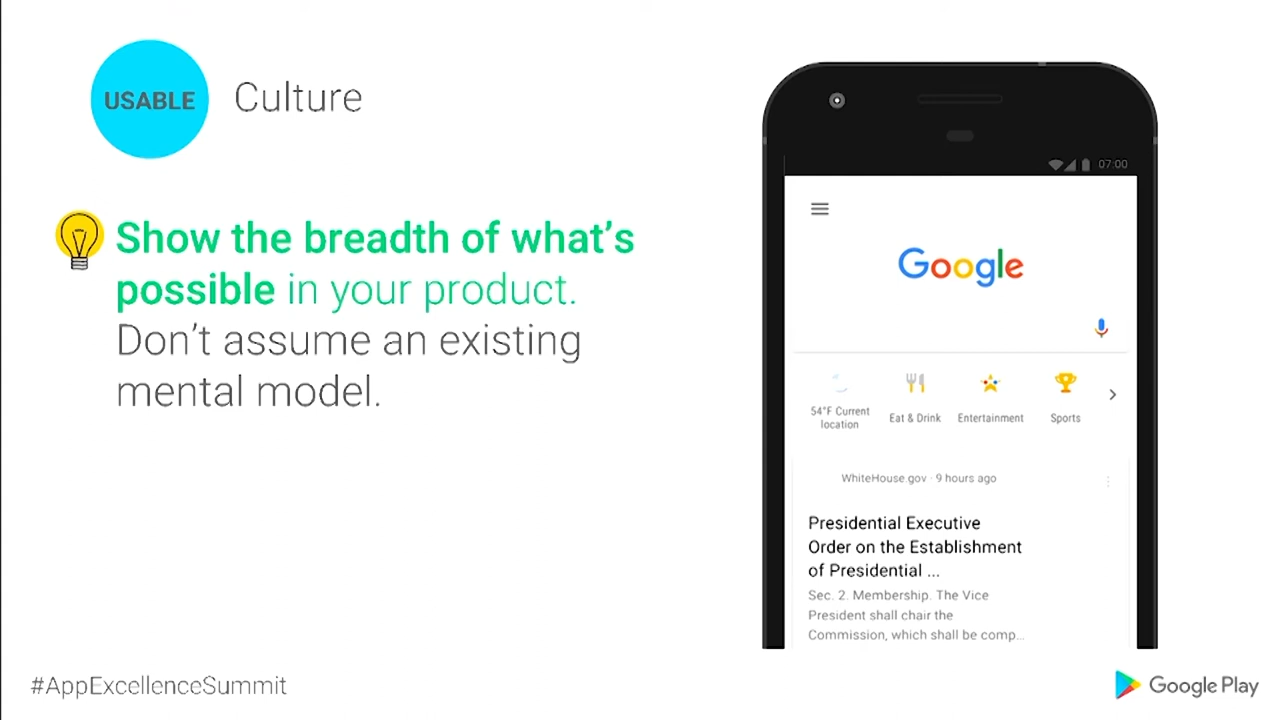 USABLE
Culture
Show the breadth of what's
possible in your product.
Don't assume an existing
mental model.
07:00
Google
54°F Current
location
Eat & Drink
Entertainment
Sports
WhiteHouse.gov · 9 hours ago
Presidential Executive
Order on the Establishment
of Presidential ...
Sec. 2. Membership. The Vice
President shall chair the
Commission, which shall be comp...
#AppExcellenceSummit
Google Play